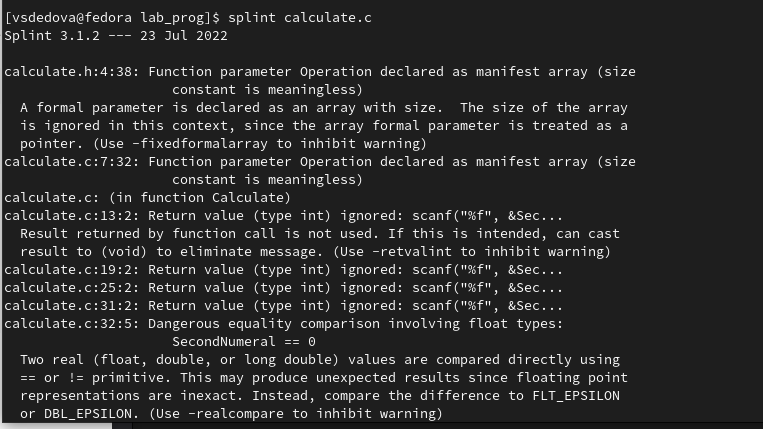 [vsdedova@fedora lab_prog]$ splint calculate.c
Splint 3.1.2 --- 23 Jul 2022

calculate.h:4:38: Function parameter Operation declared as manifest array (size
                     constant is meaningless)
  A formal parameter is declared as an array with size.  The size of the array
  is ignored in this context, since the array formal parameter is treated as a
  pointer. (Use -fixedformalarray to inhibit warning)
calculate.c:7:32: Function parameter Operation declared as manifest array (size
                     constant is meaningless)
calculate.c: (in function Calculate)
calculate.c:13:2: Return value (type int) ignored: scanf("%f", &Sec...
  Result returned by function call is not used. If this is intended, can cast
  result to (void) to eliminate message. (Use -retvalint to inhibit warning)
calculate.c:19:2: Return value (type int) ignored: scanf("%f", &Sec...
calculate.c:25:2: Return value (type int) ignored: scanf("%f", &Sec...
calculate.c:31:2: Return value (type int) ignored: scanf("%f", &Sec...
calculate.c:32:5: Dangerous equality comparison involving float types:
                     SecondNumeral == 0
  Two real (float, double, or long double) values are compared directly using
  == or != primitive. This may produce unexpected results since floating point
  representations are inexact. Instead, compare the difference to FLT_EPSILON
  or DBL_EPSILON. (Use -realcompare to inhibit warning)